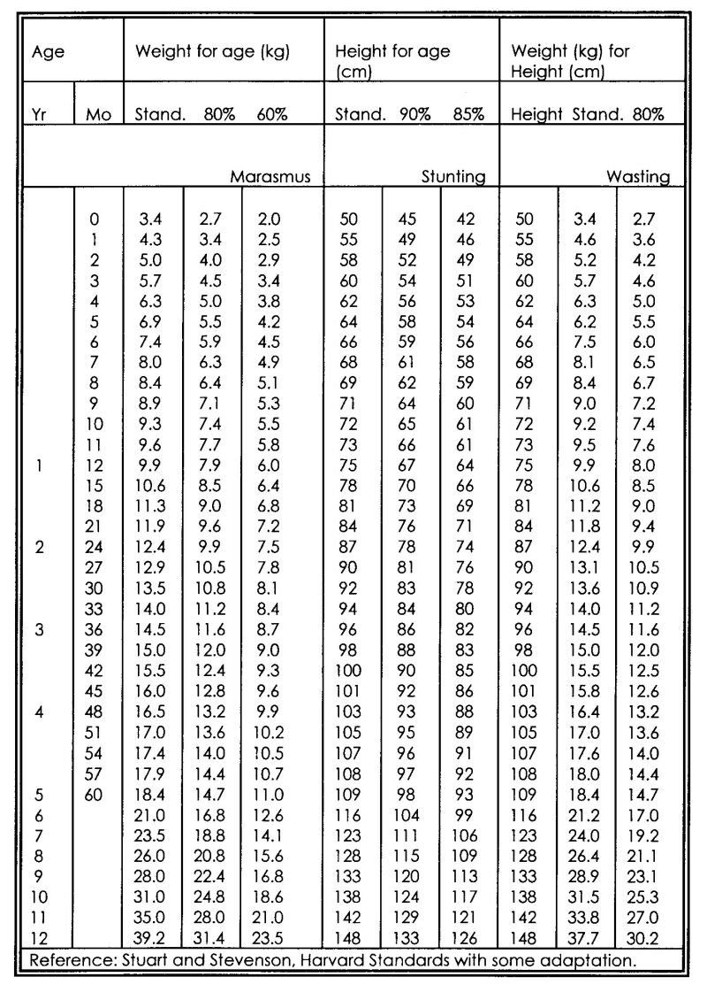 Age Weight for age (kg) Height for age (cm) Weight (kg) for Height (cm)
Yr Mo Stand. 80% 60% Stand. 90% 85% Height Stand. 80%
Marasmus Stunting Wasting
0 3.4 2.7 2.0 50 45 42 50 3.4 2.7
1 4.3 3.4 2.5 55 49 46 55 4.6 3.6
2 5.0 4.0 2.9 58 52 49 58 5.2 4.2
3 5.7 4.5 3.4 60 54 51 60 5.7 4.6
4 6.3 5.0 3.8 62 56 53 62 6.3 5.0
5 6.9 5.5 4.2 64 58 54 64 6.2 5.5
6 7.4 5.9 4.5 66 59 56 66 7.5 6.0
7 8.0 6.3 4.9 68 61 58 68 8.1 6.5
8 8.4 6.4 5.1 69 62 59 69 8.4 6.7
9 8.9 7.1 5.3 71 64 60 71 9.0 7.2
10 9.3 7.4 5.5 72 65 61 72 9.2 7.4
11 9.6 7.7 5.8 73 66 61 73 9.5 7.6
1 12 9.9 7.9 6.0 75 67 64 75 9.9 8.0
15 10.6 8.5 6.4 78 70 66 78 10.6 8.5
18 11.3 9.0 6.8 81 73 69 81 11.2 9.0
21 11.9 9.6 7.2 84 76 71 84 11.8 9.4
2 24 12.4 9.9 7.5 87 78 74 87 12.4 9.9
27 12.9 10.5 7.8 90 81 76 90 13.1 10.5
30 13.5 10.8 8.1 92 83 78 92 13.6 10.9
33 14.0 11.2 8.4 94 84 80 94 14.0 11.2
3 36 14.5 11.6 8.7 96 86 82 96 14.5 11.6
39 15.0 12.0 9.0 98 88 83 98 15.0 12.0
42 15.5 12.4 9.3 100 90 85 100 15.5 12.5
45 16.0 12.8 9.6 101 92 86 101 15.8 12.6
4 48 16.5 13.2 9.9 103 93 88 103 16.4 13.2
51 17.0 13.6 10.2 105 95 89 105 17.0 13.6
54 17.4 14.0 10.5 107 96 91 107 17.6 14.0
57 17.9 14.4 10.7 108 97 92 108 18.0 14.4
5 60 18.4 14.7 11.0 109 98 93 109 18.4 14.7
6 21.0 16.8 12.6 116 104 99 116 21.2 17.0
7 23.5 18.8 14.1 123 111 106 123 24.0 19.2
8 26.0 20.8 15.6 128 115 109 128 26.4 21.1
9 28.0 22.4 16.8 133 120 113 133 28.9 23.1
10 31.0 24.8 18.6 138 124 117 138 31.5 25.3
11 35.0 28.0 21.0 142 129 121 142 33.8 27.0
12 39.2 31.4 23.5 148 133 126 148 37.7 30.2
Reference: Stuart and Stevenson, Harvard Standards with some adaptation.